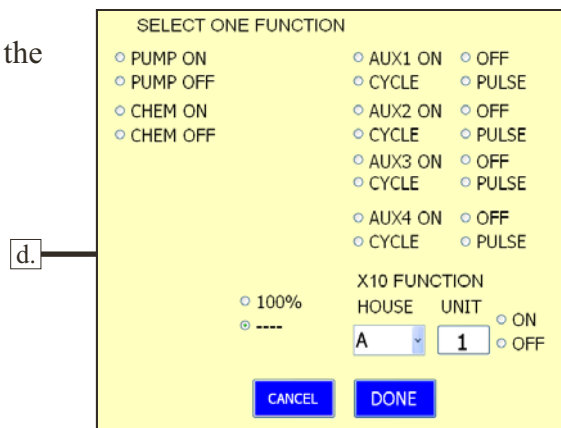 the
d.
SELECT ONE FUNCTION
PUMP ON
PUMP OFF
CHEM ON
CHEM OFF
AUX1 ON OFF
CYCLE PULSE
AUX2 ON OFF
CYCLE PULSE
AUX3 ON OFF
CYCLE PULSE
AUX4 ON OFF
CYCLE PULSE
100%
----
X10 FUNCTION
HOUSE UNIT
A 1
ON
OFF
CANCEL DONE